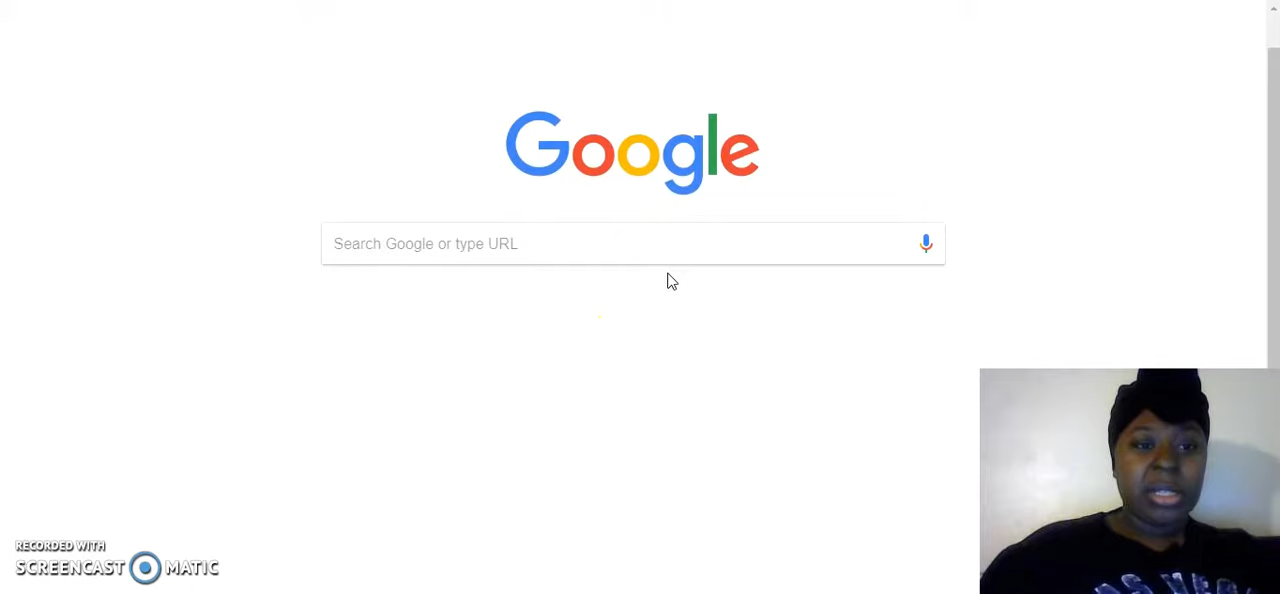 Google
Search Google or type URL
RECORDED WITH
SCREENCAST MATIC